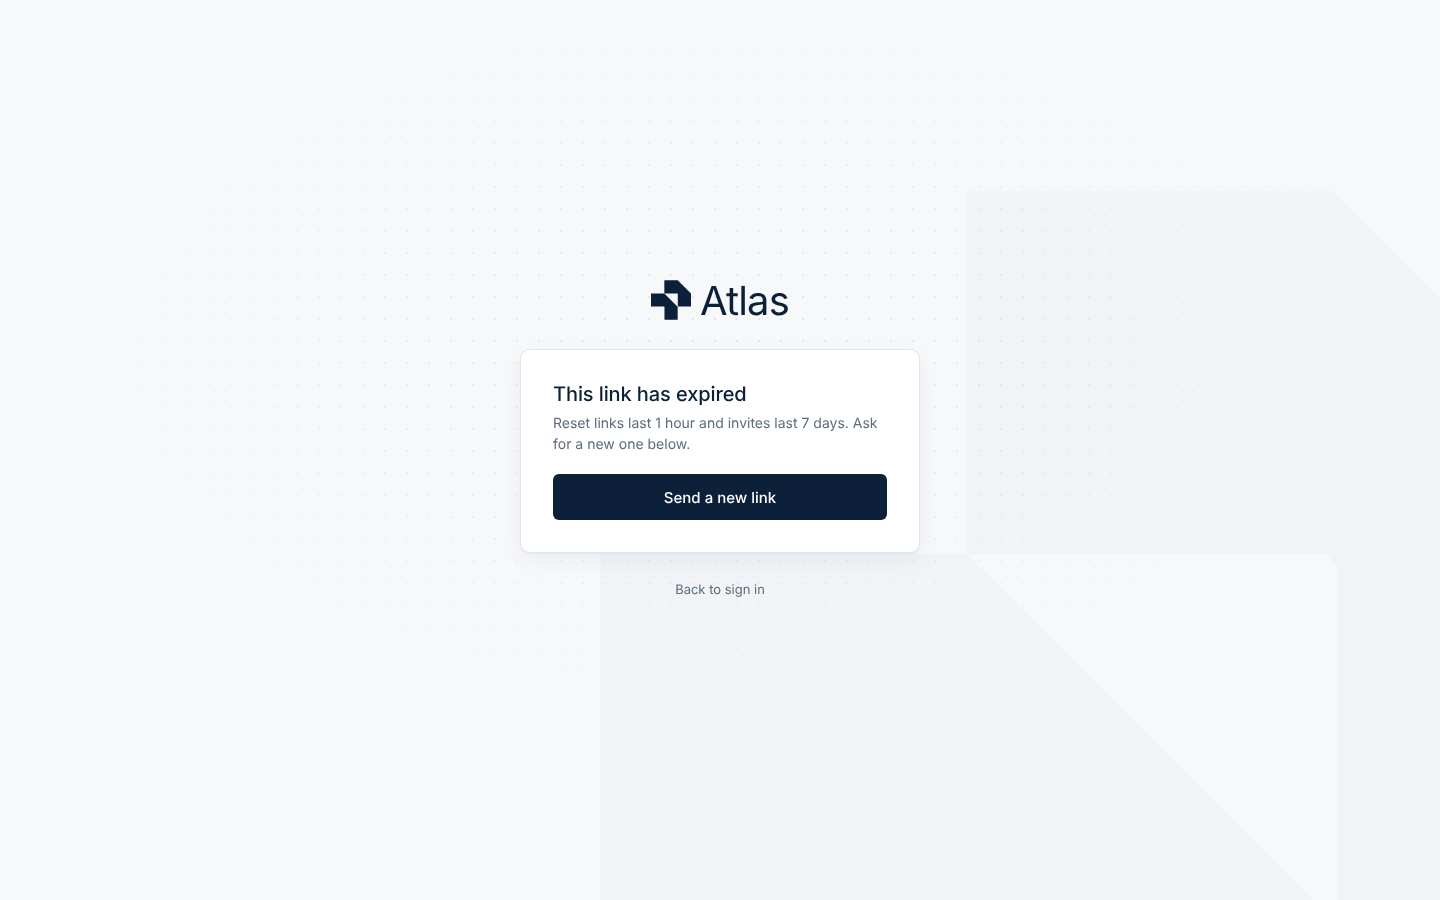 Atlas
This link has expired
Reset links last 1 hour and invites last 7 days. Ask
for a new one below.
Send a new link
Back to sign in